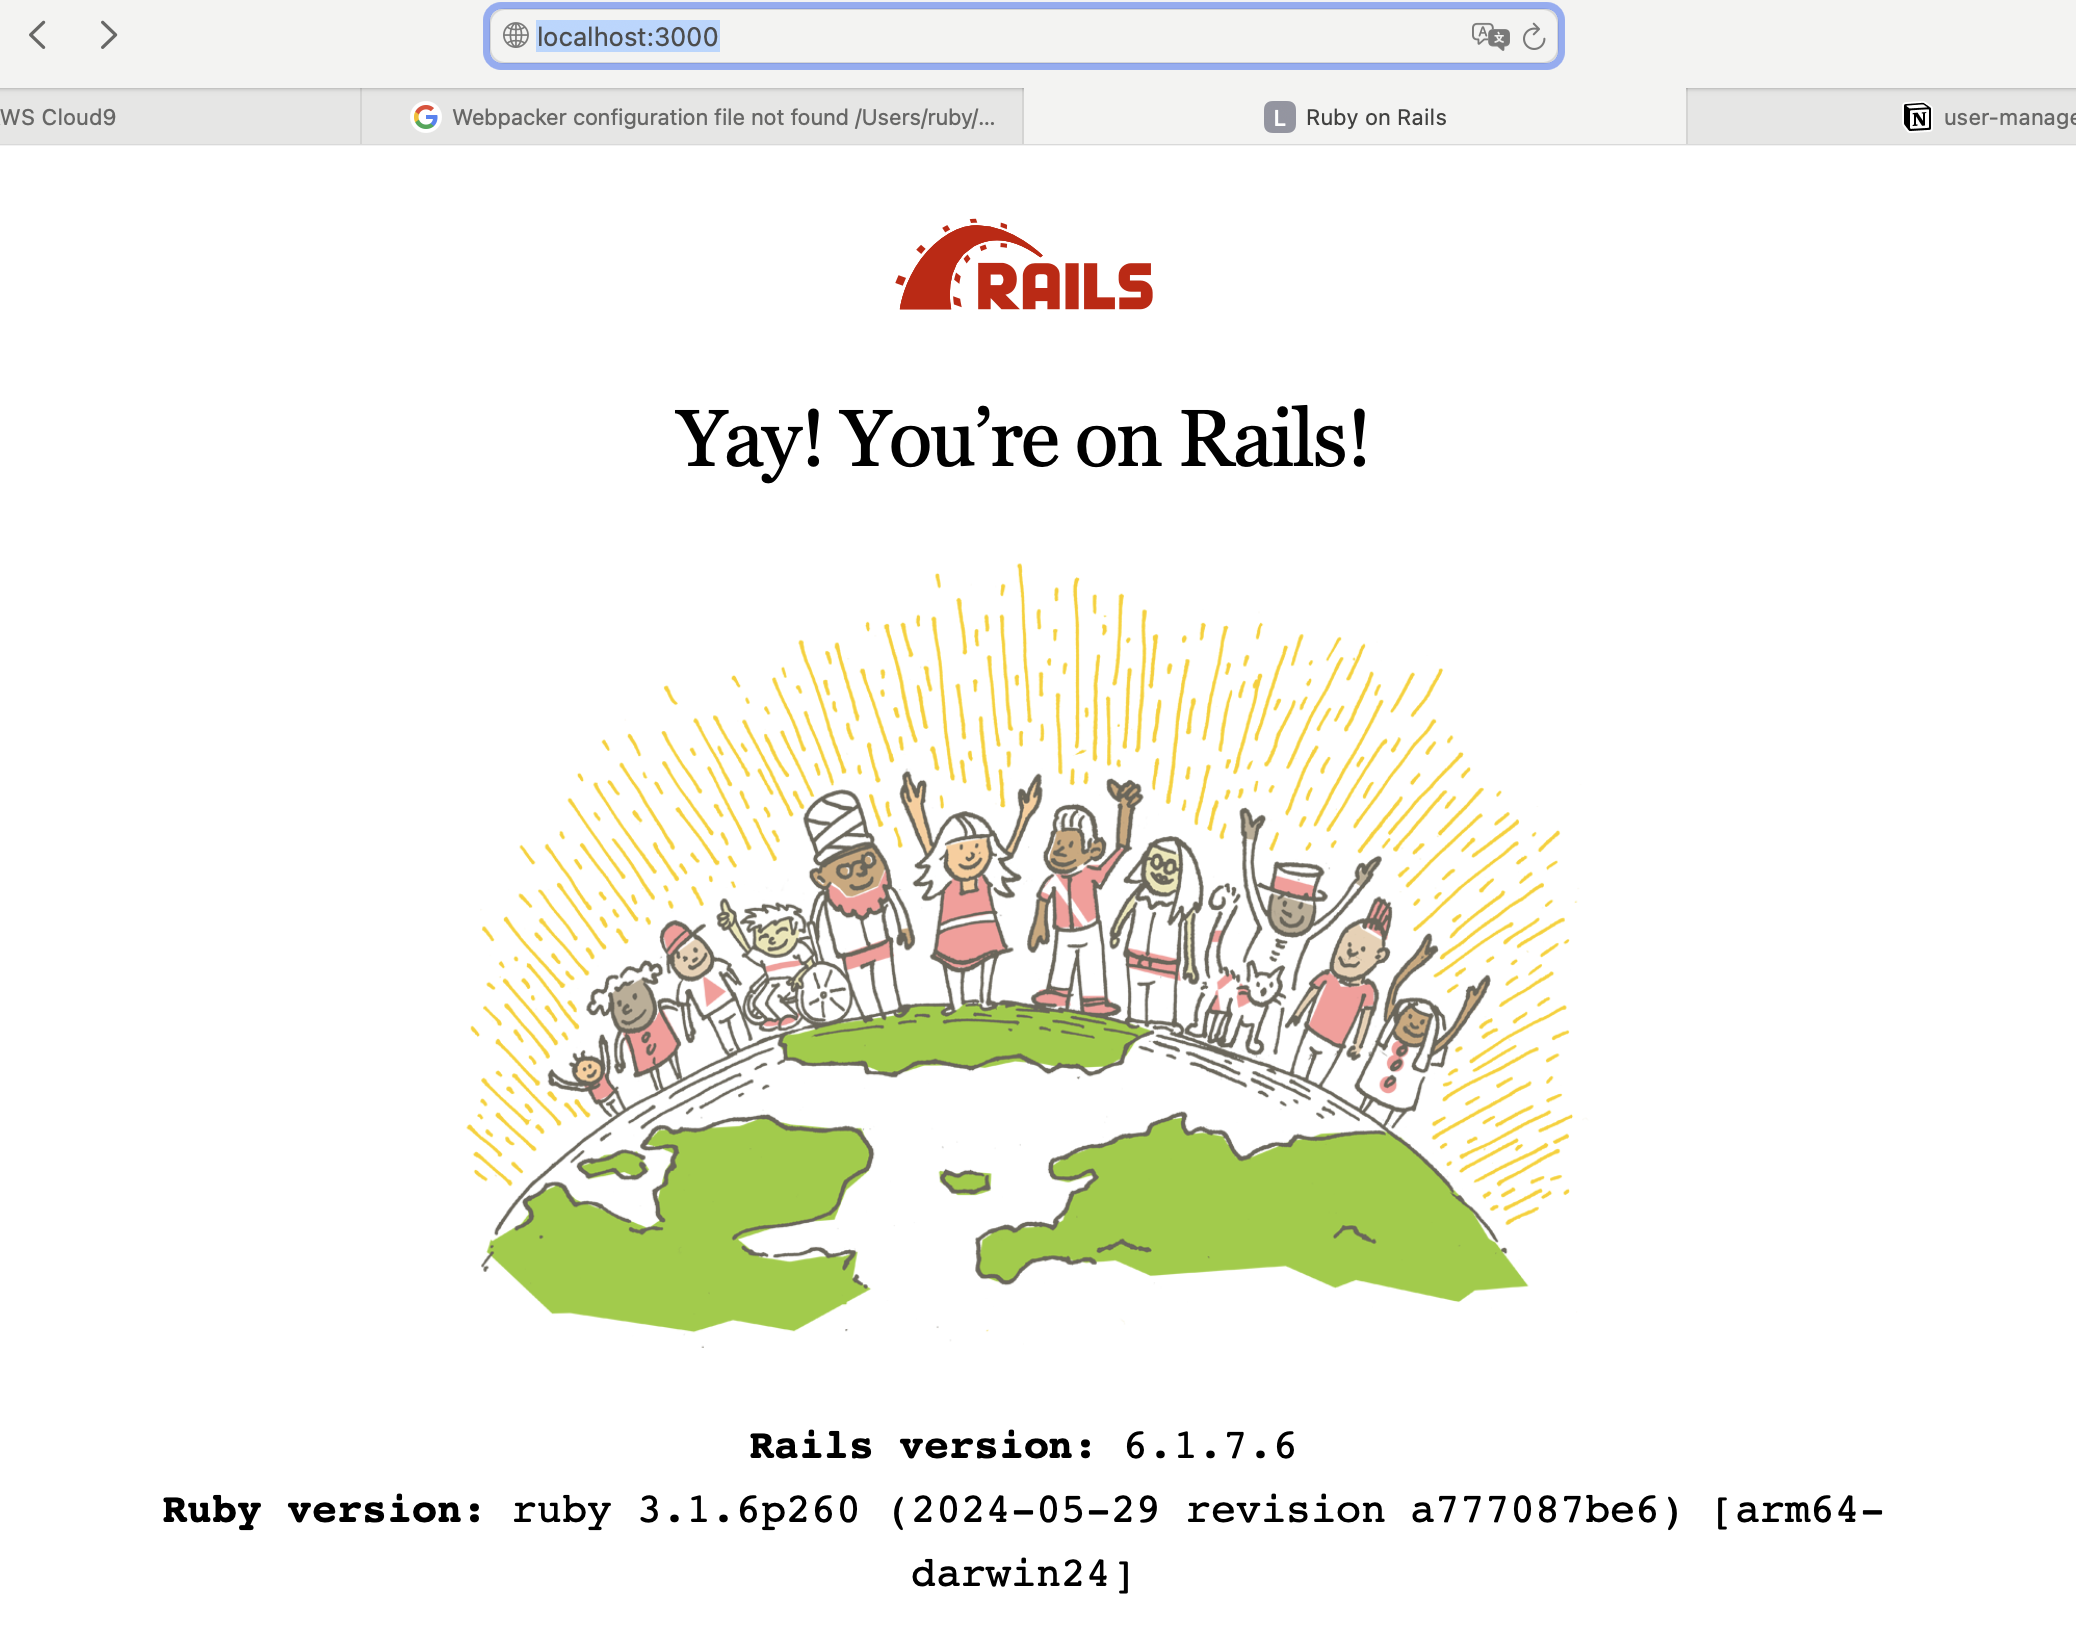 localhost:3000
WS Cloud9
Webpacker configuration file not found /Users/ruby/...
L Ruby on Rails
user-manage
RAILS
Yay! You’re on Rails!
Rails version: 6.1.7.6
Ruby version: ruby 3.1.6p260 (2024-05-29 revision a777087be6) [arm64-
darwin24]